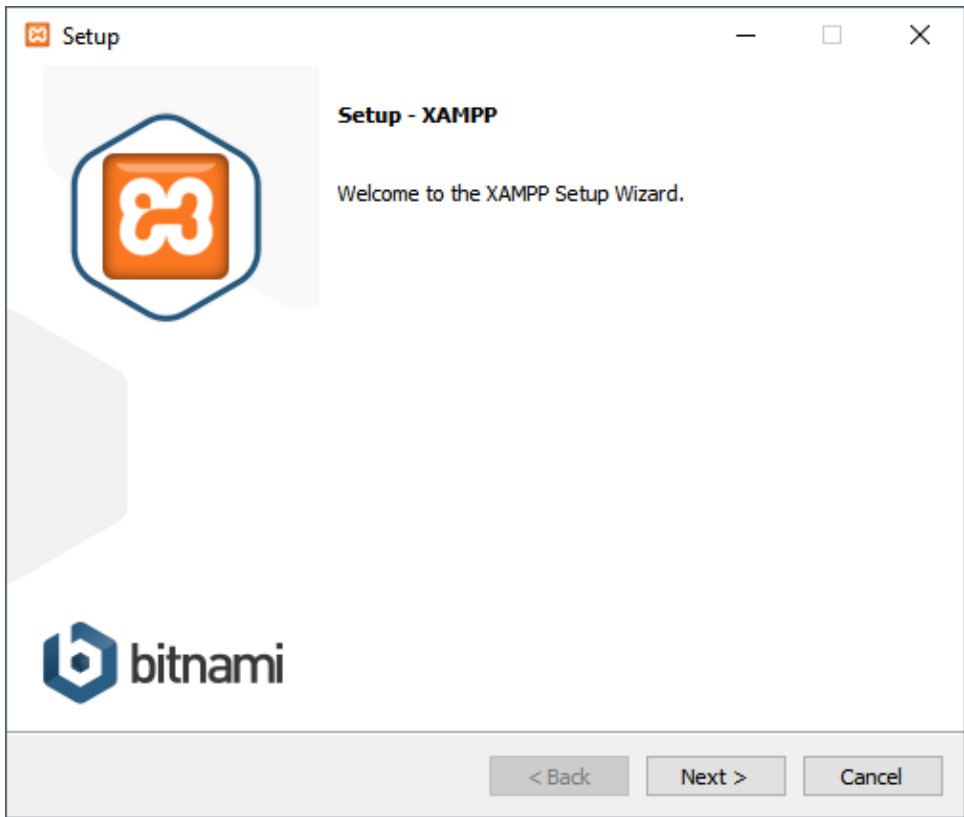 Setup
Setup - XAMPP
Welcome to the XAMPP Setup Wizard.
bitnami
< Back
Next >
Cancel